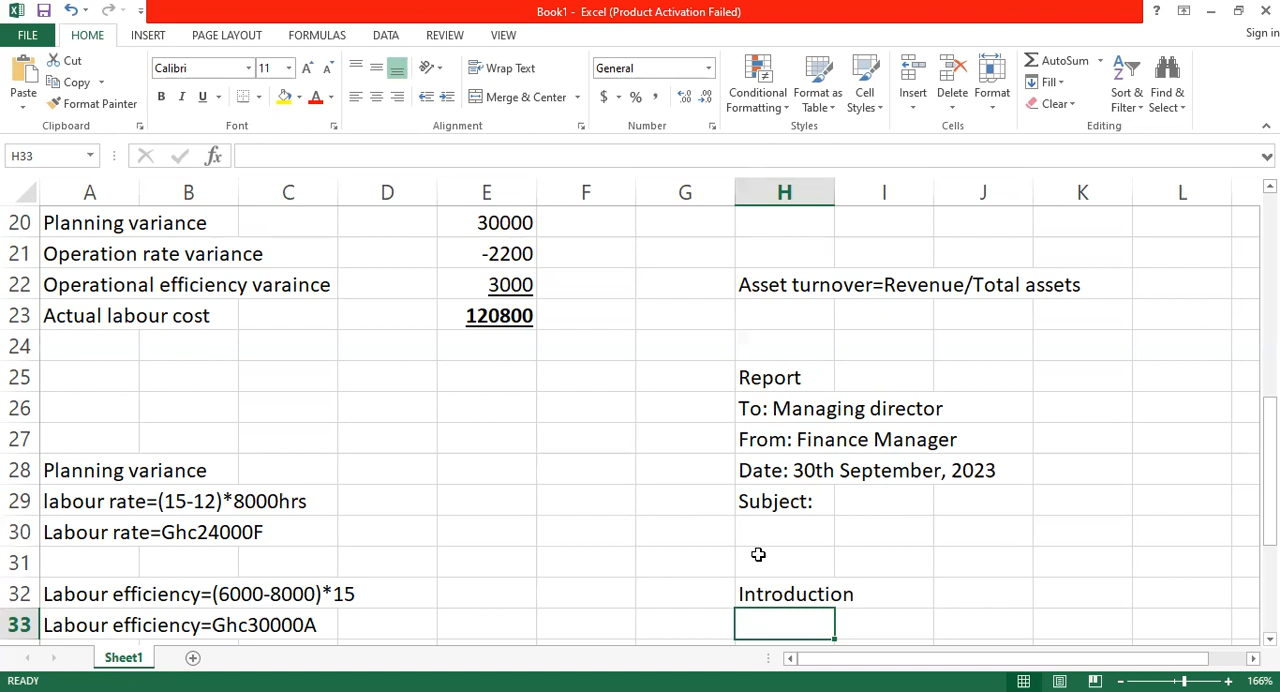 Book1 - Excel (Product Activation Failed)
FILE HOME INSERT PAGE LAYOUT FORMULAS DATA REVIEW VIEW Sign in
Paste
Cut
Copy
Format Painter
Clipboard
Calibri 11
B I U
Font
Wrap Text
Merge & Center
Alignment
General
$ % ,
Number
Conditional Formatting
Format as Table
Cell Styles
Styles
Insert Delete Format
Cells
AutoSum
Fill
Clear
Sort & Filter
Find & Select
Editing
H33 fx
A B C D E F G H I J K L
20 Planning variance 30000
21 Operation rate variance -2200
22 Operational efficiency varaince 3000 Asset turnover=Revenue/Total assets
23 Actual labour cost 120800
24
25 Report
26 To: Managing director
27 From: Finance Manager
28 Planning variance Date: 30th September, 2023
29 labour rate=(15-12)*8000hrs Subject:
30 Labour rate=Ghc24000F
31
32 Labour efficiency=(6000-8000)*15 Introduction
33 Labour efficiency=Ghc30000A
Sheet1
READY 166%